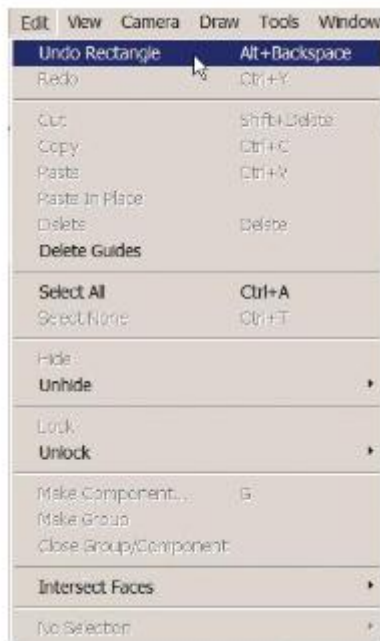 Edit View Camera Draw Tools Window
Undo Rectangle Alt+Backspace
Redo Ctrl+Y
Cut Shift+Delete
Copy Ctrl+C
Paste Ctrl+V
Paste In Place
Delete Delete
Delete Guides
Select All Ctrl+A
Select None Ctrl+T
Hide
Unhide
Lock
Unlock
Make Component... G
Make Group
Close Group/Component
Intersect Faces
No Selection